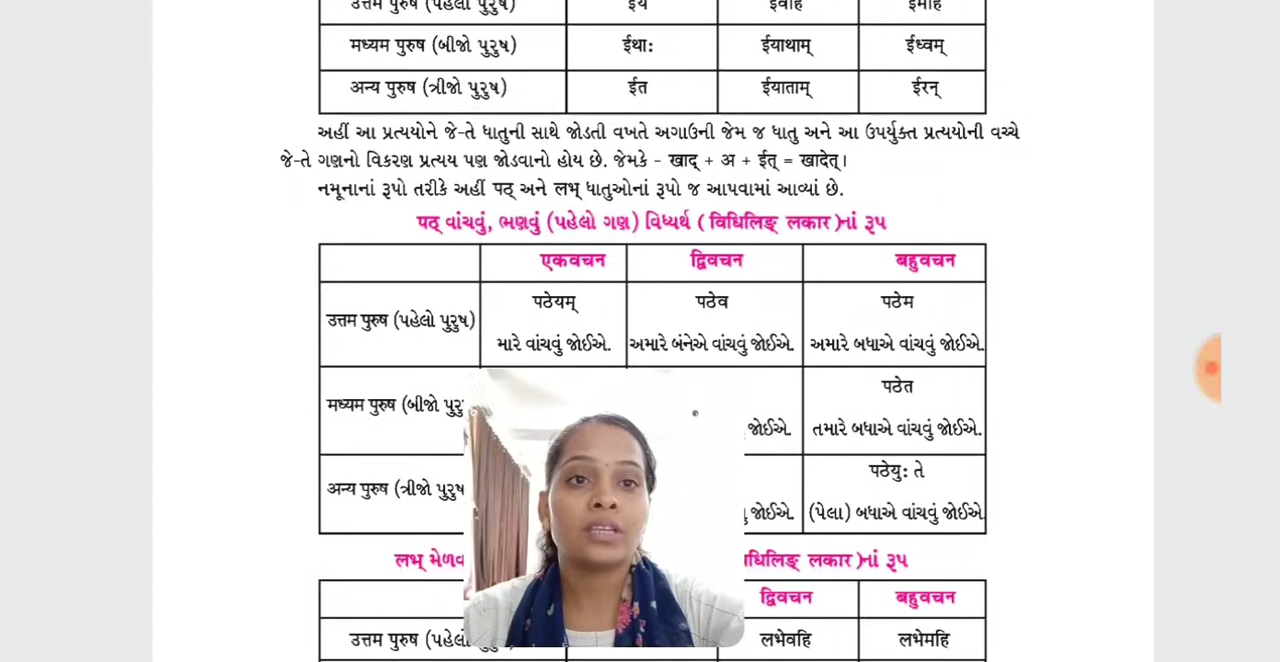 उत्तम पुरुष (પહેલો પુરુષ) ईय ईवहि ईमहि
मध्यम पुरुष (બીજો પુરુષ) ईथाः ईयाथाम् ईध्वम्
अन्य पुरुष (ત્રીજો પુરુષ) ईत ईयाताम् ईरन्
અહીં આ પ્રત્યયોને જે-તે ધાતુની સાથે જોડતી વખતે અગાઉની જેમ જ ધાતુ અને આ ઉપર્યુક્ત પ્રત્યયોની વચ્ચે
જે-તે ગણનો વિકરણ પ્રત્યય પણ જોડવાનો હોય છે. જેમકે - खाद् + अ + ईत् = खादेत्।
નમૂનાનાં રૂપો તરીકે અહીં पठ् અને लभ् ધાતુઓનાં રૂપો જ આપવામાં આવ્યાં છે.
पठ् વાંચવું, ભણવું (પહેલો ગણ) વિધ્યર્થ ( विधिलिङ् लकार )નાં રૂપ
एकवचन द्विवचन बहुवचन
पठेयम् पठेव पठेम
उत्तम पुरुष (પહેલો પુરુષ)
મારે વાંચવું જોઈએ. અમારે બંનેએ વાંચવું જોઈએ. અમારે બધાએ વાંચવું જોઈએ.
पठेत
मध्यम पुरुष (બીજો
જોઈએ. તમારે બધાએ વાંચવું જોઈએ.
पठेयुः ते
अन्य पुरुष (ત્રીજો પુરુષ
જોઈએ. (પેલા) બધાએ વાંચવું જોઈએ.
लभ् लकार )નાં રૂપ
द्विवचन बहुवचन
उत्तम पुरुष लभेवहि लभेमहि